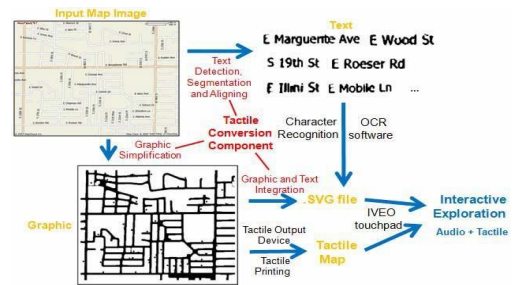 Input Map Image
Text
E Marguerite Ave E Wood St
S 19th St E Roeser Rd
E Illini St E Mobile Ln ...
Text
Detection,
Segmentation
and Aligning
Tactile
Conversion
Component
Graphic
Simplification
Character
Recognition
OCR
software
Graphic and Text
Integration
Graphic
.SVG file
IVEO
touchpad
Interactive
Exploration
Audio + Tactile
Tactile Output
Device
Tactile
Printing
Tactile
Map